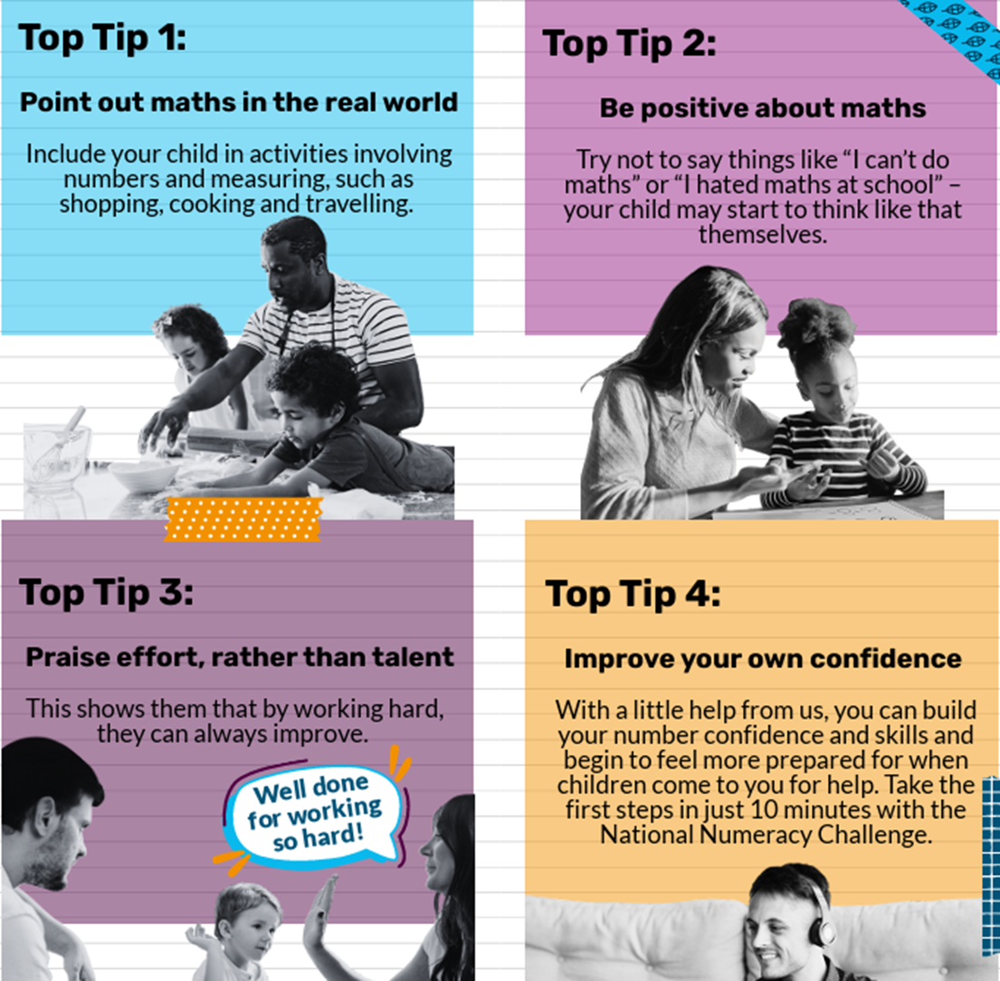 Top Tip 1:
Point out maths in the real world
Include your child in activities involving
numbers and measuring, such as
shopping, cooking and travelling.
Top Tip 2:
Be positive about maths
Try not to say things like “I can’t do
maths” or “I hated maths at school” –
your child may start to think like that
themselves.
Top Tip 3:
Praise effort, rather than talent
This shows them that by working hard,
they can always improve.
Well done
for working
so hard!
Top Tip 4:
Improve your own confidence
With a little help from us, you can build
your number confidence and skills and
begin to feel more prepared for when
children come to you for help. Take the
first steps in just 10 minutes with the
National Numeracy Challenge.